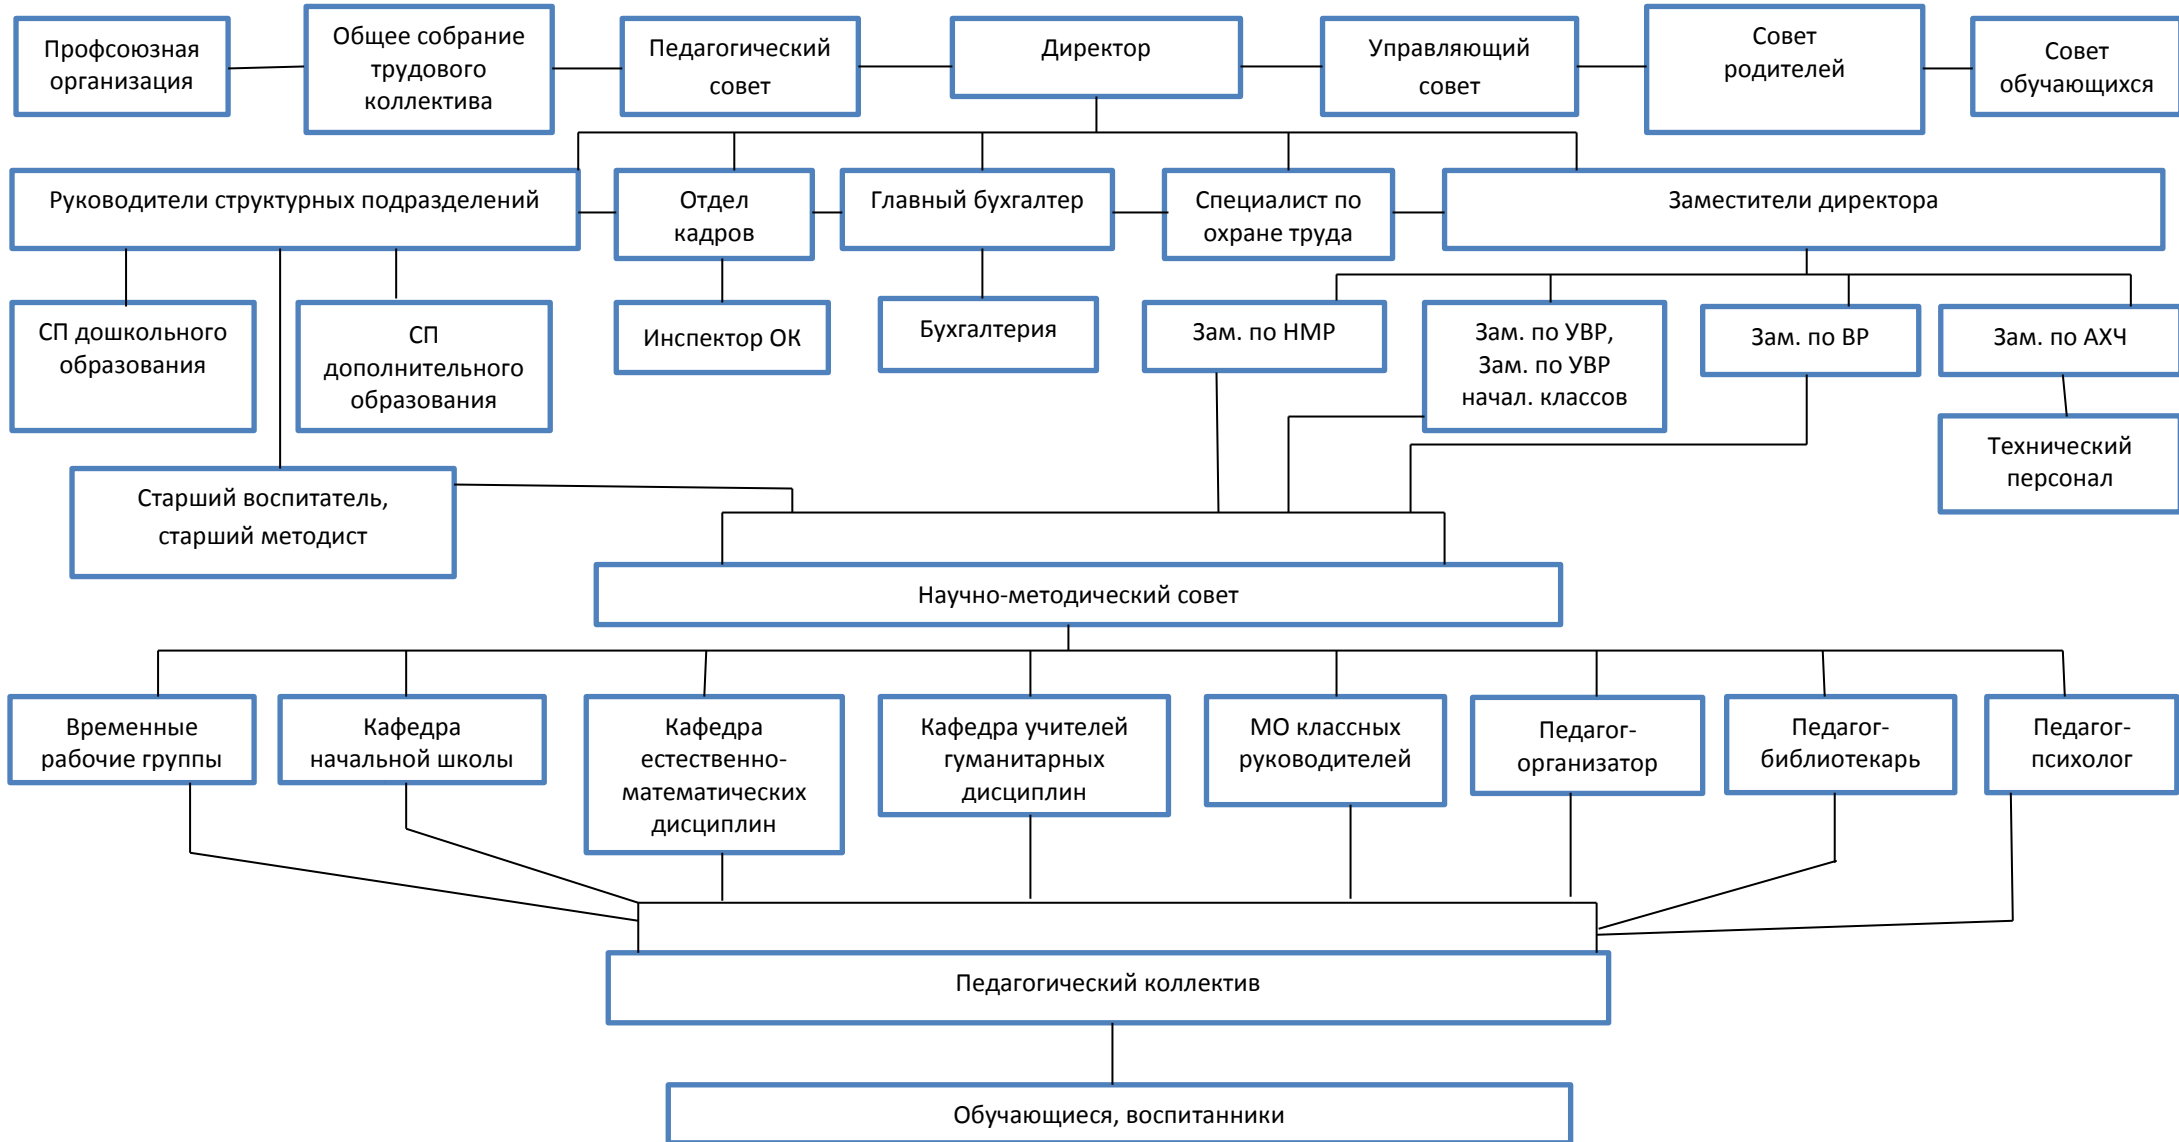 Профсоюзная
организация
Общее собрание
трудового
коллектива
Педагогический
совет
Директор
Управляющий
совет
Совет
родителей
Совет
обучающихся
Руководители структурных подразделений
Отдел
кадров
Главный бухгалтер
Специалист по
охране труда
Заместители директора
СП дошкольного
образования
СП
дополнительного
образования
Инспектор ОК
Бухгалтерия
Зам. по НМР
Зам. по УВР,
Зам. по УВР
начал. классов
Зам. по ВР
Зам. по АХЧ
Технический
персонал
Старший воспитатель,
старший методист
Научно-методический совет
Временные
рабочие группы
Кафедра
начальной школы
Кафедра
естественно-
математических
дисциплин
Кафедра учителей
гуманитарных
дисциплин
МО классных
руководителей
Педагог-
организатор
Педагог-
библиотекарь
Педагог-
психолог
Педагогический коллектив
Обучающиеся, воспитанники